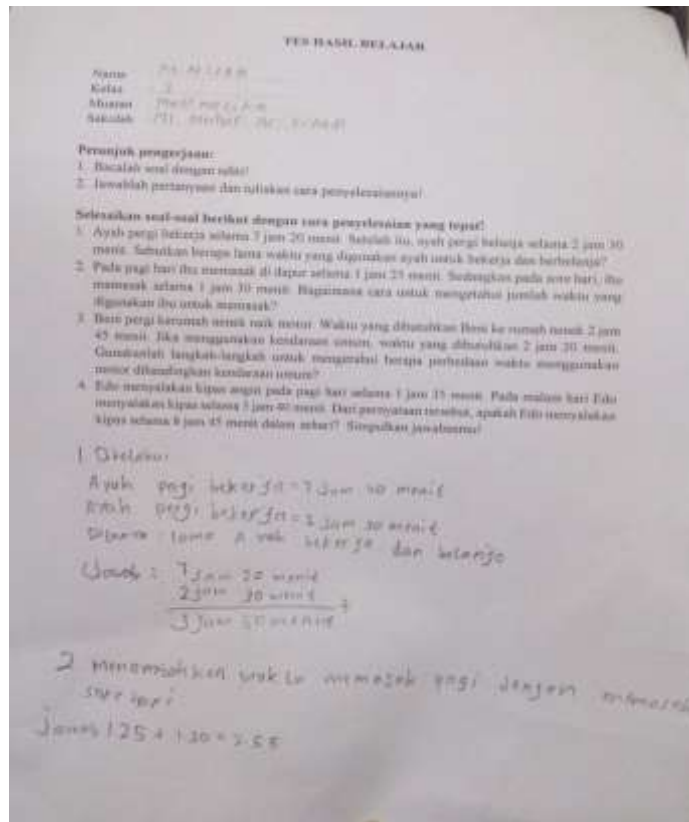 TES HASIL BELAJAR
Nama
Kelas
Sekolah
Petunjuk pengerjaan:
1. Bacalah soal dengan teliti!
2. Jawablah pertanyaan dan tuliskan cara penyelesaiannya!
Selesaikan soal-soal berikut dengan cara penyelesaian yang tepat!
1. Ayah pergi bekerja selama 7 jam 20 menit. Setelah itu, ayah pergi belanja selama 2 jam 30
menit. Sebutkan berapa lama waktu yang digunakan ayah untuk bekerja dan berbelanja?
2. Pada pagi hari ibu memasak di dapur selama 1 jam 25 menit. Sedangkan pada sore hari, ibu
memasak selama 1 jam 30 menit. Bagaimana cara untuk mengetahui jumlah waktu yang
digunakan ibu untuk memasak?
3. Beni pergi kerumah nenek naik motor. Waktu yang dibutuhkan Beni ke rumah nenek 2 jam
45 menit. Jika menggunakan kendaraan umum, waktu yang dibutuhkan 2 jam 20 menit.
Gunakanlah langkah-langkah untuk mengetahui berapa perbedaan waktu menggunakan
motor dibandingkan kendaraan umum?
4. Edo menyalakan kipas angin pada pagi hari selama 1 jam 35 menit. Pada malam hari Edo
menyalakan kipas selama 5 jam 40 menit. Dari pernyataan tersebut, apakah Edo menyalakan
kipas selama 8 jam 45 menit dalam sehari? Simpulkan jawabanmu!
1
Ayah pergi bekerja = 7 jam menit
Ayah pergi bekerja = 2 jam 30 menit
lama bekerja dan belanja
Jawab : 7 jam 20 menit
2 jam 30 menit +
jam 50 menit
2 waktu memasak pagi dengan memasak
sore hari
Jawab 1.25 + 1.30 = 2.55